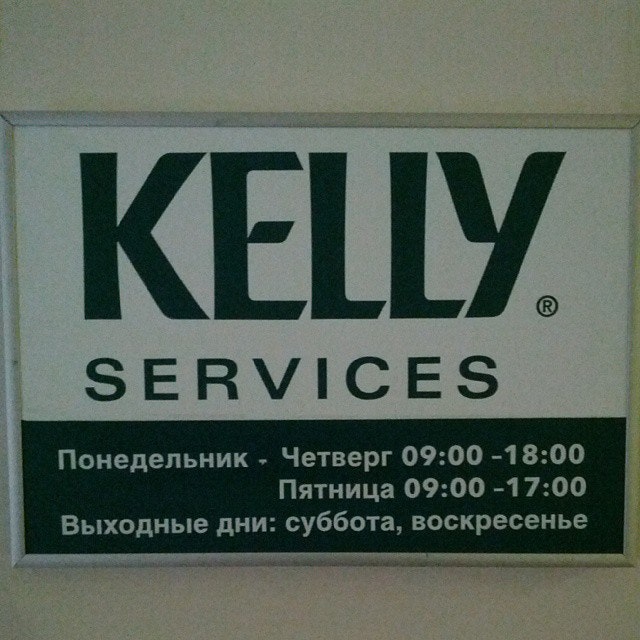 KELLY®
SERVICES
Понедельник - Четверг 09:00 -18:00
Пятница 09:00 -17:00
Выходные дни: суббота, воскресенье